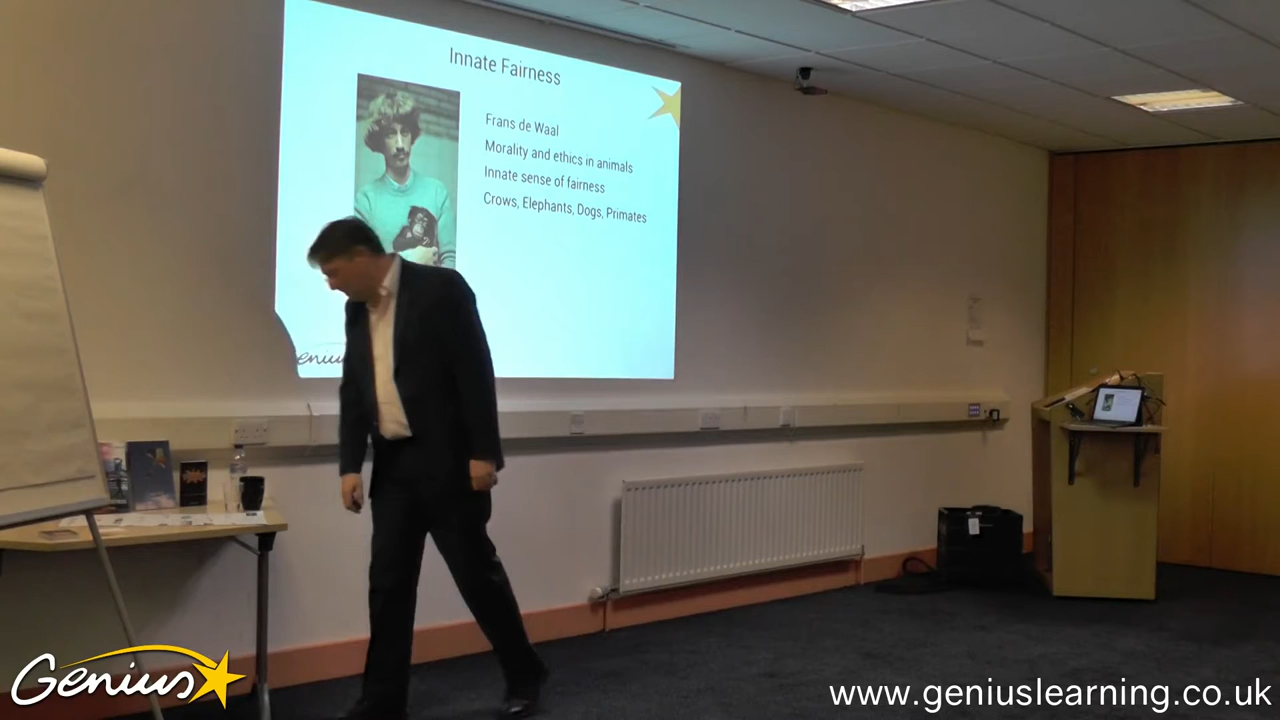 Innate Fairness
Frans de Waal
Morality and ethics in animals
Innate sense of fairness
Crows, Elephants, Dogs, Primates
Genius
www.geniuslearning.co.uk